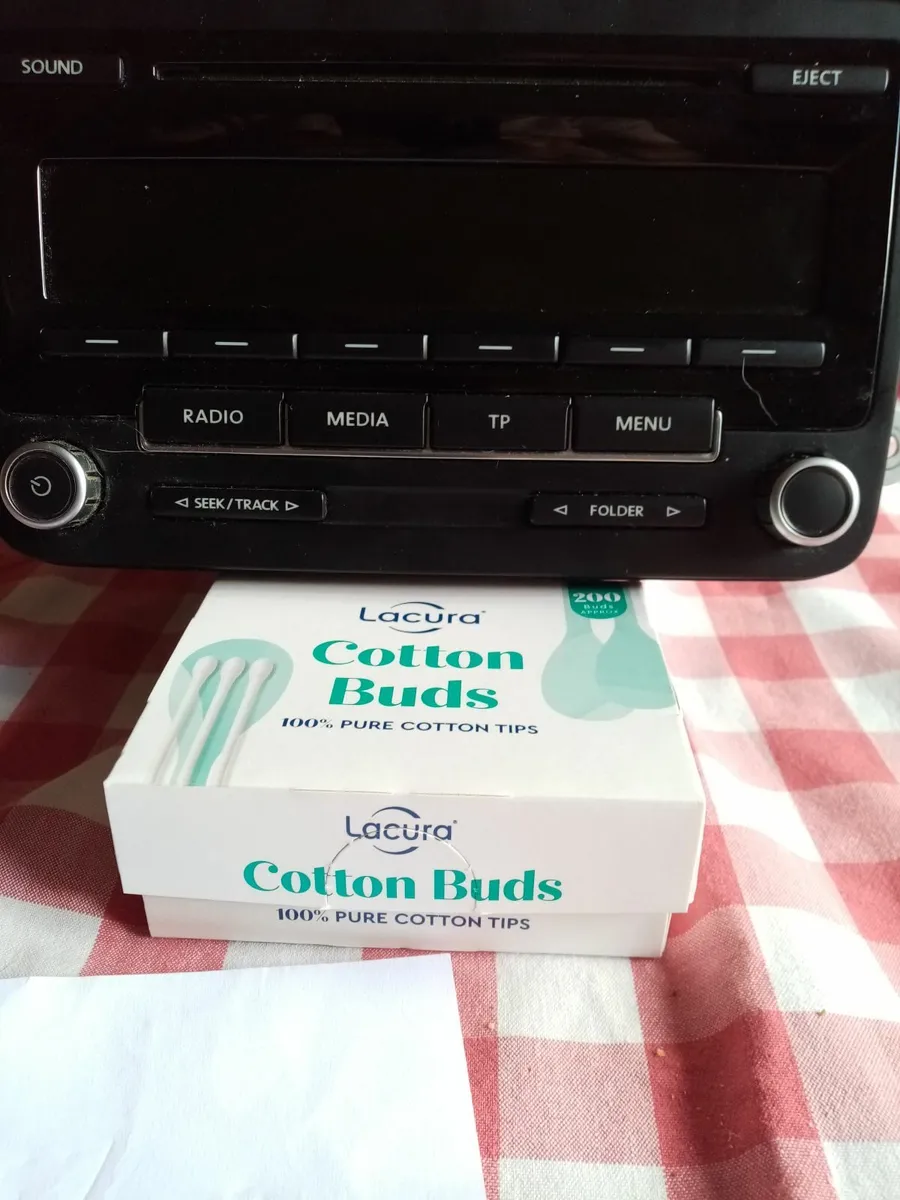 SOUND
EJECT
RADIO
MEDIA
TP
MENU
SEEK / TRACK
FOLDER
200
Buds
APPROX
Lacura
Cotton
Buds
100% PURE COTTON TIPS
Lacura
Cotton Buds
100% PURE COTTON TIPS